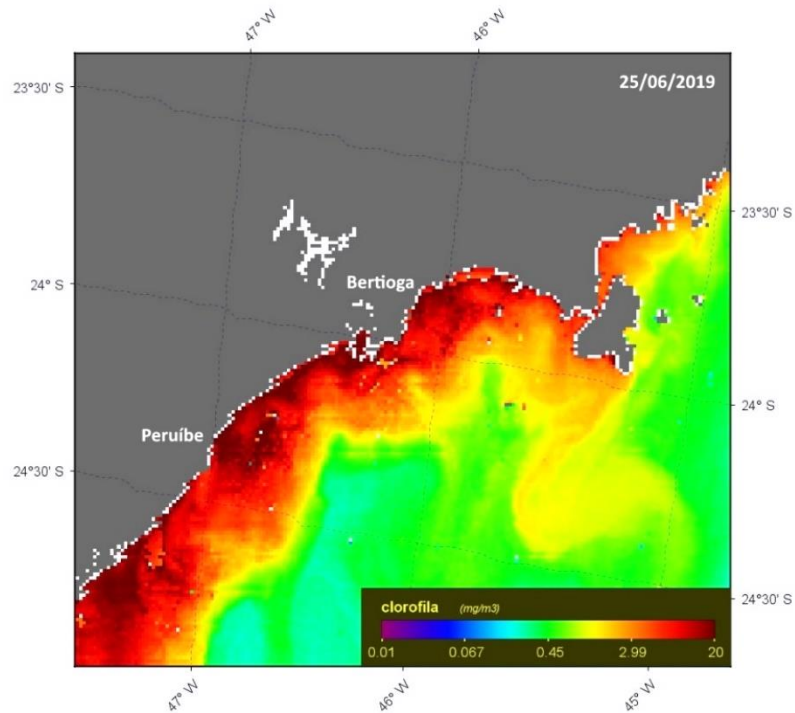 47° W
46° W
23°30' S
25/06/2019
23°30' S
24° S
Bertioga
24° S
Peruíbe
24°30' S
24°30' S
clorofila (mg/m3)
0.01 0.067 0.45 2.99 20
47° W
46° W
45° W